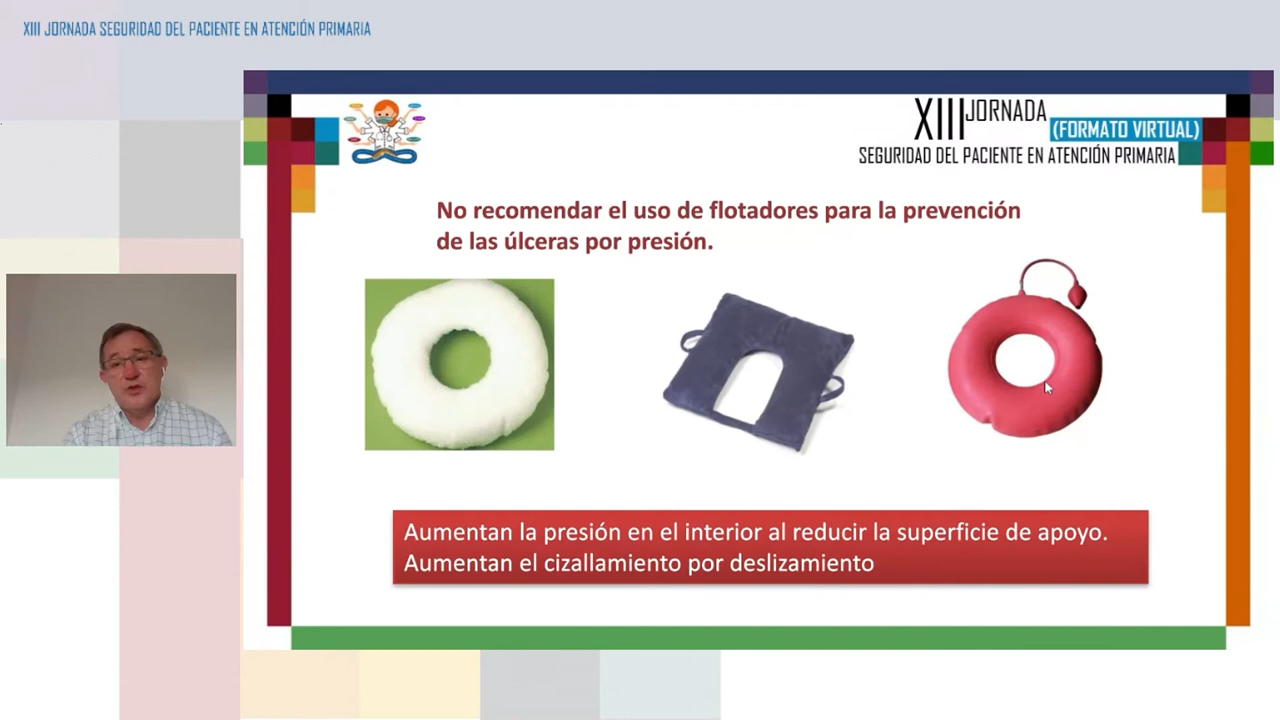 XIII JORNADA SEGURIDAD DEL PACIENTE EN ATENCIÓN PRIMARIA
XIII JORNADA
(FORMATO VIRTUAL)
SEGURIDAD DEL PACIENTE EN ATENCIÓN PRIMARIA
No recomendar el uso de flotadores para la prevención
de las úlceras por presión.
Aumentan la presión en el interior al reducir la superficie de apoyo.
Aumentan el cizallamiento por deslizamiento